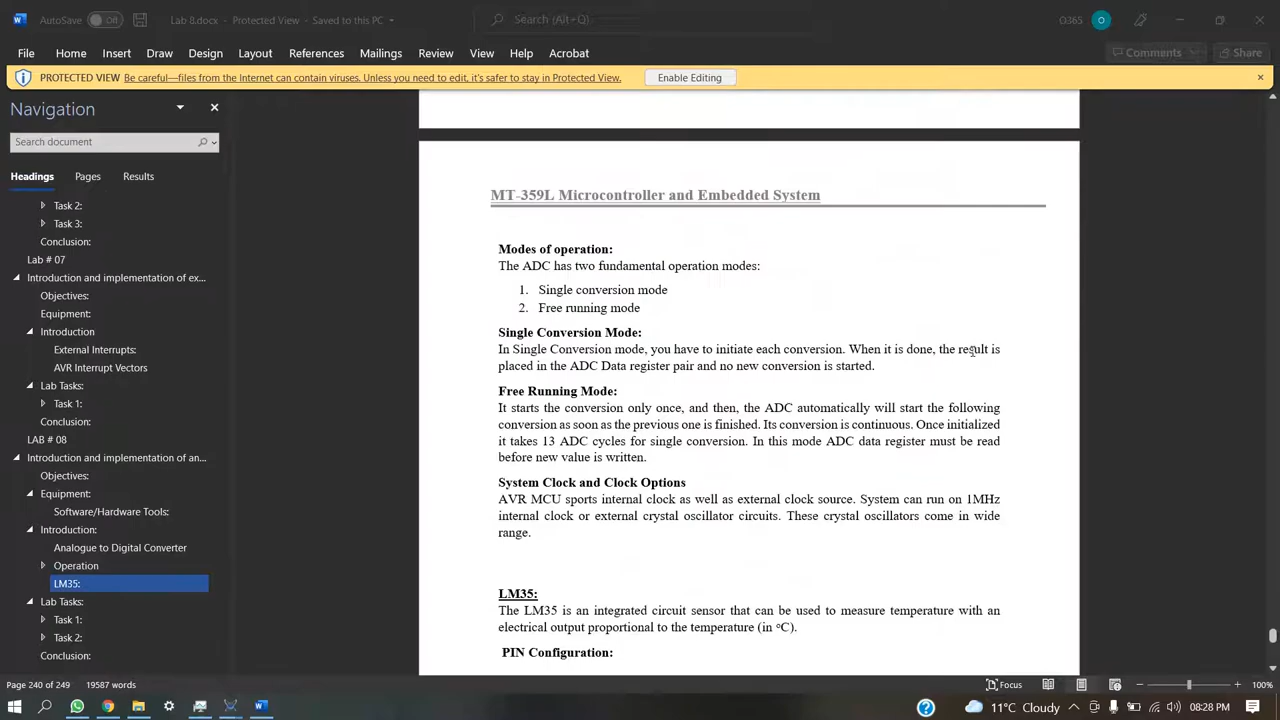 AutoSave Off Lab 8.docx - Protected View - Saved to this PC Search (Alt+Q) O365 O
File Home Insert Draw Design Layout References Mailings Review View Help Acrobat Comments Share
PROTECTED VIEW Be careful—files from the Internet can contain viruses. Unless you need to edit, it's safer to stay in Protected View. Enable Editing
Navigation
Search document
Headings Pages Results
Task 2:
Task 3:
Conclusion:
Lab # 07
Introduction and implementation of ex...
Objectives:
Equipment:
Introduction
External Interrupts:
AVR Interrupt Vectors
Lab Tasks:
Task 1:
Conclusion:
LAB # 08
Introduction and implementation of an...
Objectives:
Equipment:
Software/Hardware Tools:
Introduction:
Analogue to Digital Converter
Operation
LM35:
Lab Tasks:
Task 1:
Task 2:
Conclusion:
MT-359L Microcontroller and Embedded System
Modes of operation:
The ADC has two fundamental operation modes:
1. Single conversion mode
2. Free running mode
Single Conversion Mode:
In Single Conversion mode, you have to initiate each conversion. When it is done, the result is
placed in the ADC Data register pair and no new conversion is started.
Free Running Mode:
It starts the conversion only once, and then, the ADC automatically will start the following
conversion as soon as the previous one is finished. Its conversion is continuous. Once initialized
it takes 13 ADC cycles for single conversion. In this mode ADC data register must be read
before new value is written.
System Clock and Clock Options
AVR MCU sports internal clock as well as external clock source. System can run on 1MHz
internal clock or external crystal oscillator circuits. These crystal oscillators come in wide
range.
LM35:
The LM35 is an integrated circuit sensor that can be used to measure temperature with an
electrical output proportional to the temperature (in °C).
PIN Configuration:
Page 240 of 249 19587 words Focus 100%
11°C Cloudy 08:28 PM